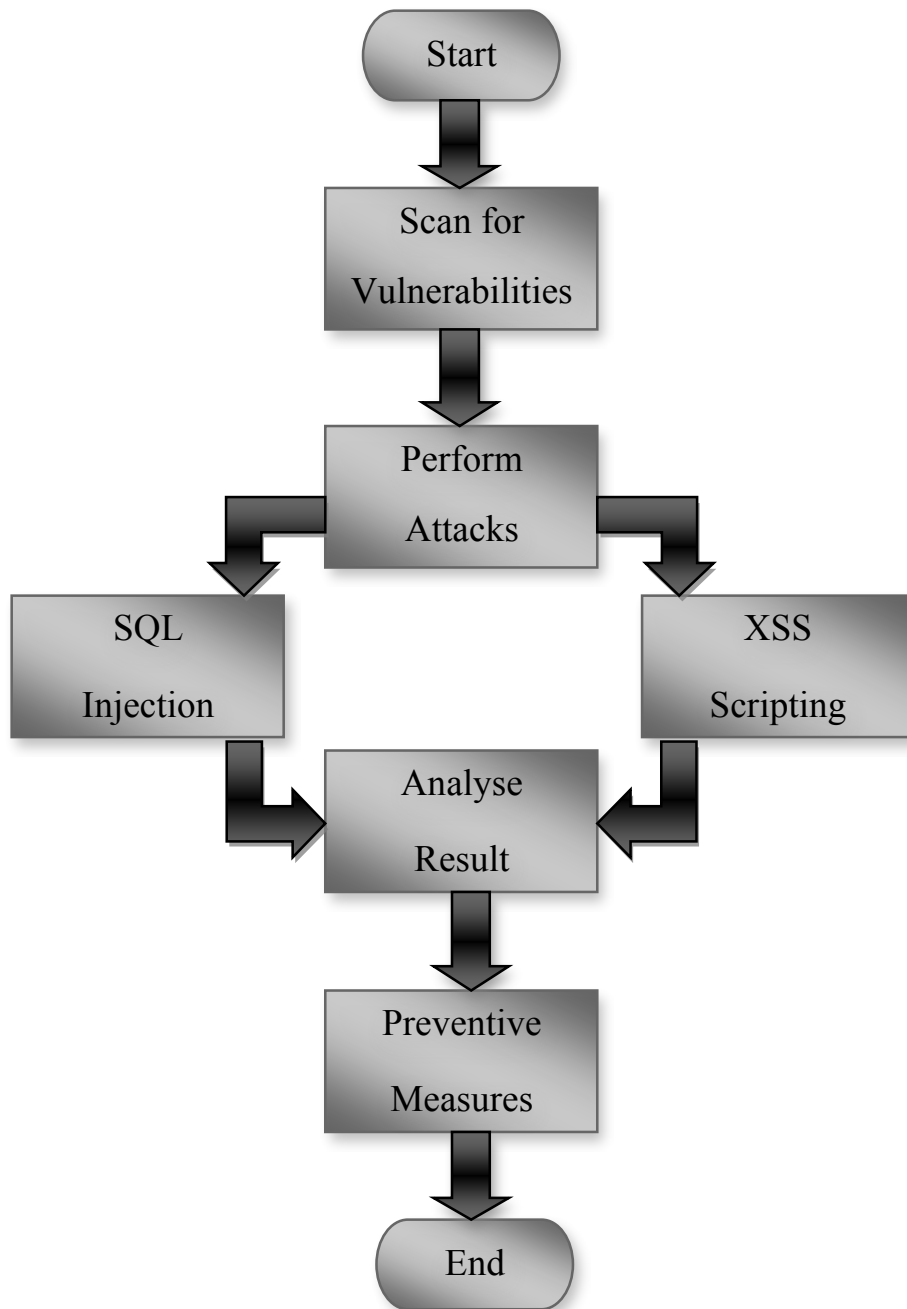 Start
Scan for
Vulnerabilities
Perform
Attacks
SQL
Injection
XSS
Scripting
Analyse
Result
Preventive
Measures
End